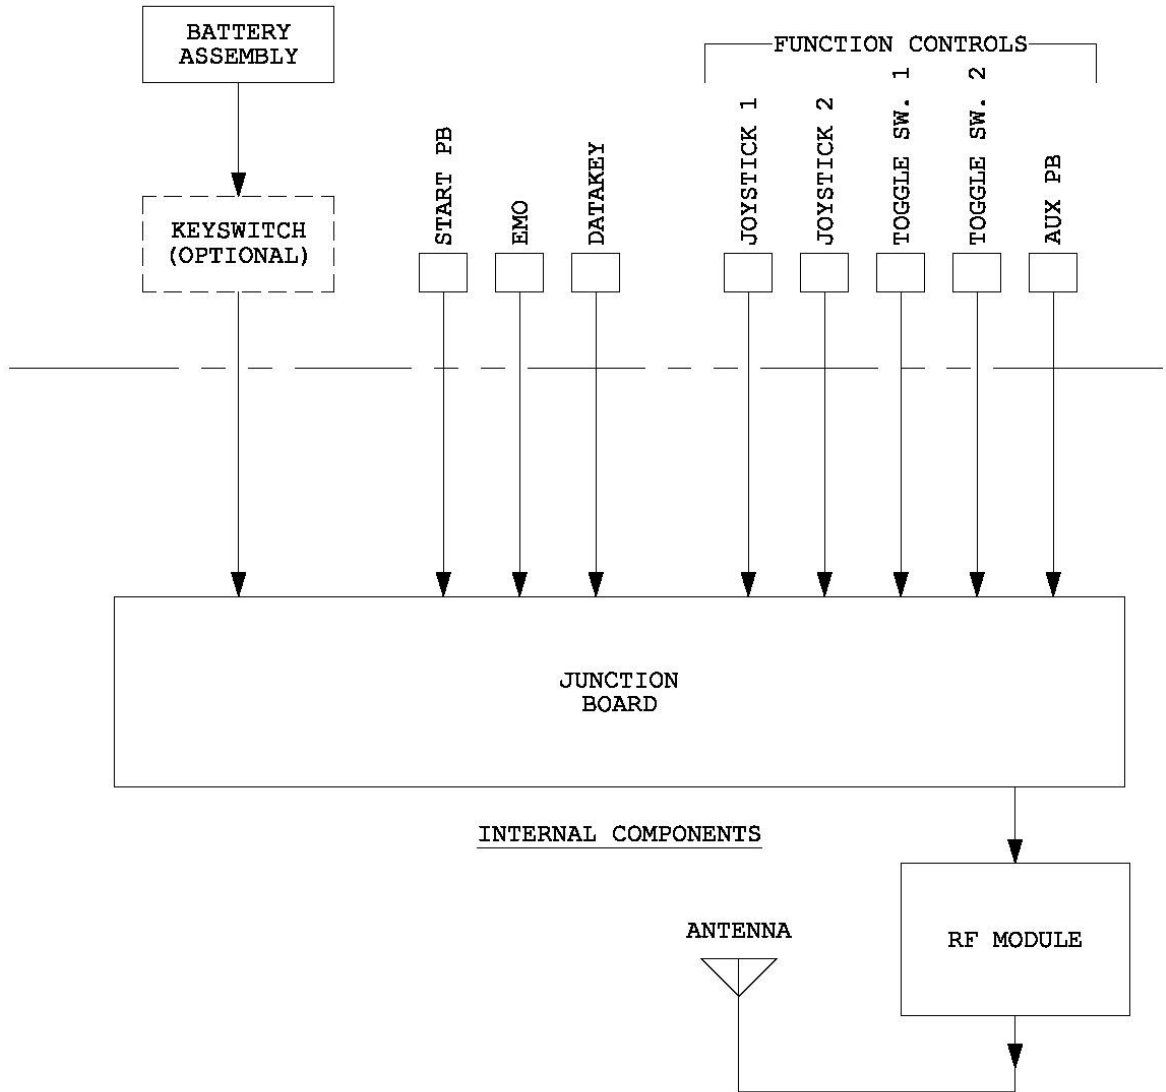 BATTERY
ASSEMBLY
FUNCTION CONTROLS
KEYSWITCH
(OPTIONAL)
START PB
EMO
DATAKEY
JOYSTICK 1
JOYSTICK 2
TOGGLE SW. 1
TOGGLE SW. 2
AUX PB
JUNCTION
BOARD
INTERNAL COMPONENTS
ANTENNA
RF MODULE